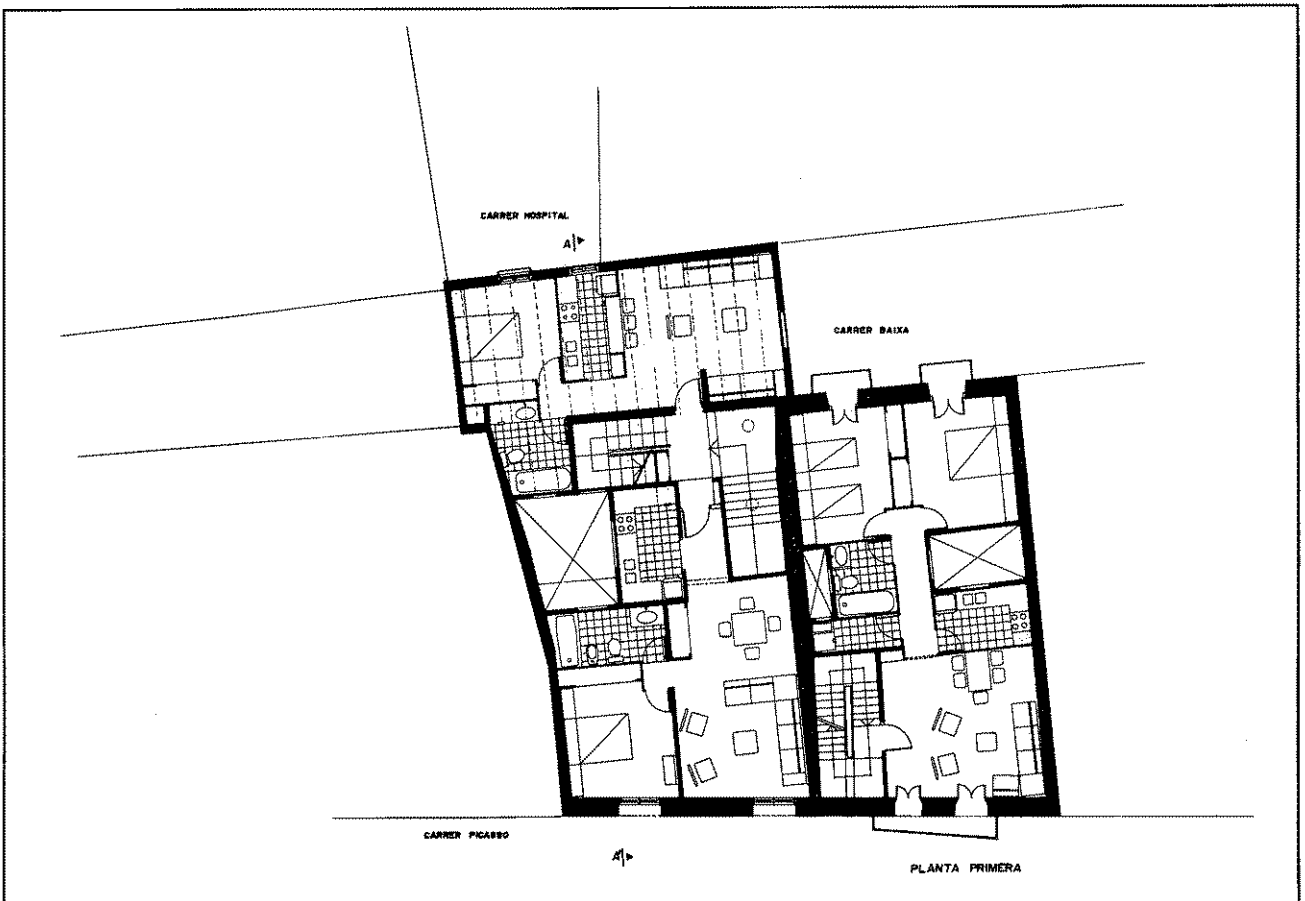 CARRER HOSPITAL
A
CARRER BAIXA
CARRER PICASSO
A'
PLANTA PRIMERA